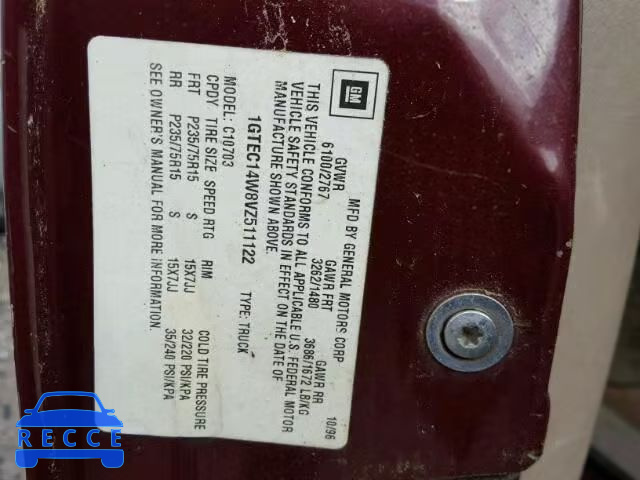 GM
MFD BY GENERAL MOTORS CORP 10/96
GVWR GAWR FRT GAWR RR
6100/2767 3262/1480 3686/1672 LB/KG
THIS VEHICLE CONFORMS TO ALL APPLICABLE U.S. FEDERAL MOTOR
VEHICLE SAFETY STANDARDS IN EFFECT ON THE DATE OF
MANUFACTURE SHOWN ABOVE.
1GTEC14W8VZ511122 TYPE: TRUCK
MODEL: C10703
CPDY TIRE SIZE SPEED RTG RIM COLD TIRE PRESSURE
FRT P235/75R15 S 15X7JJ 32/220 PSI/KPA
RR P235/75R15 S 15X7JJ 35/240 PSI/KPA
SEE OWNER'S MANUAL FOR MORE INFORMATION.
RECCE